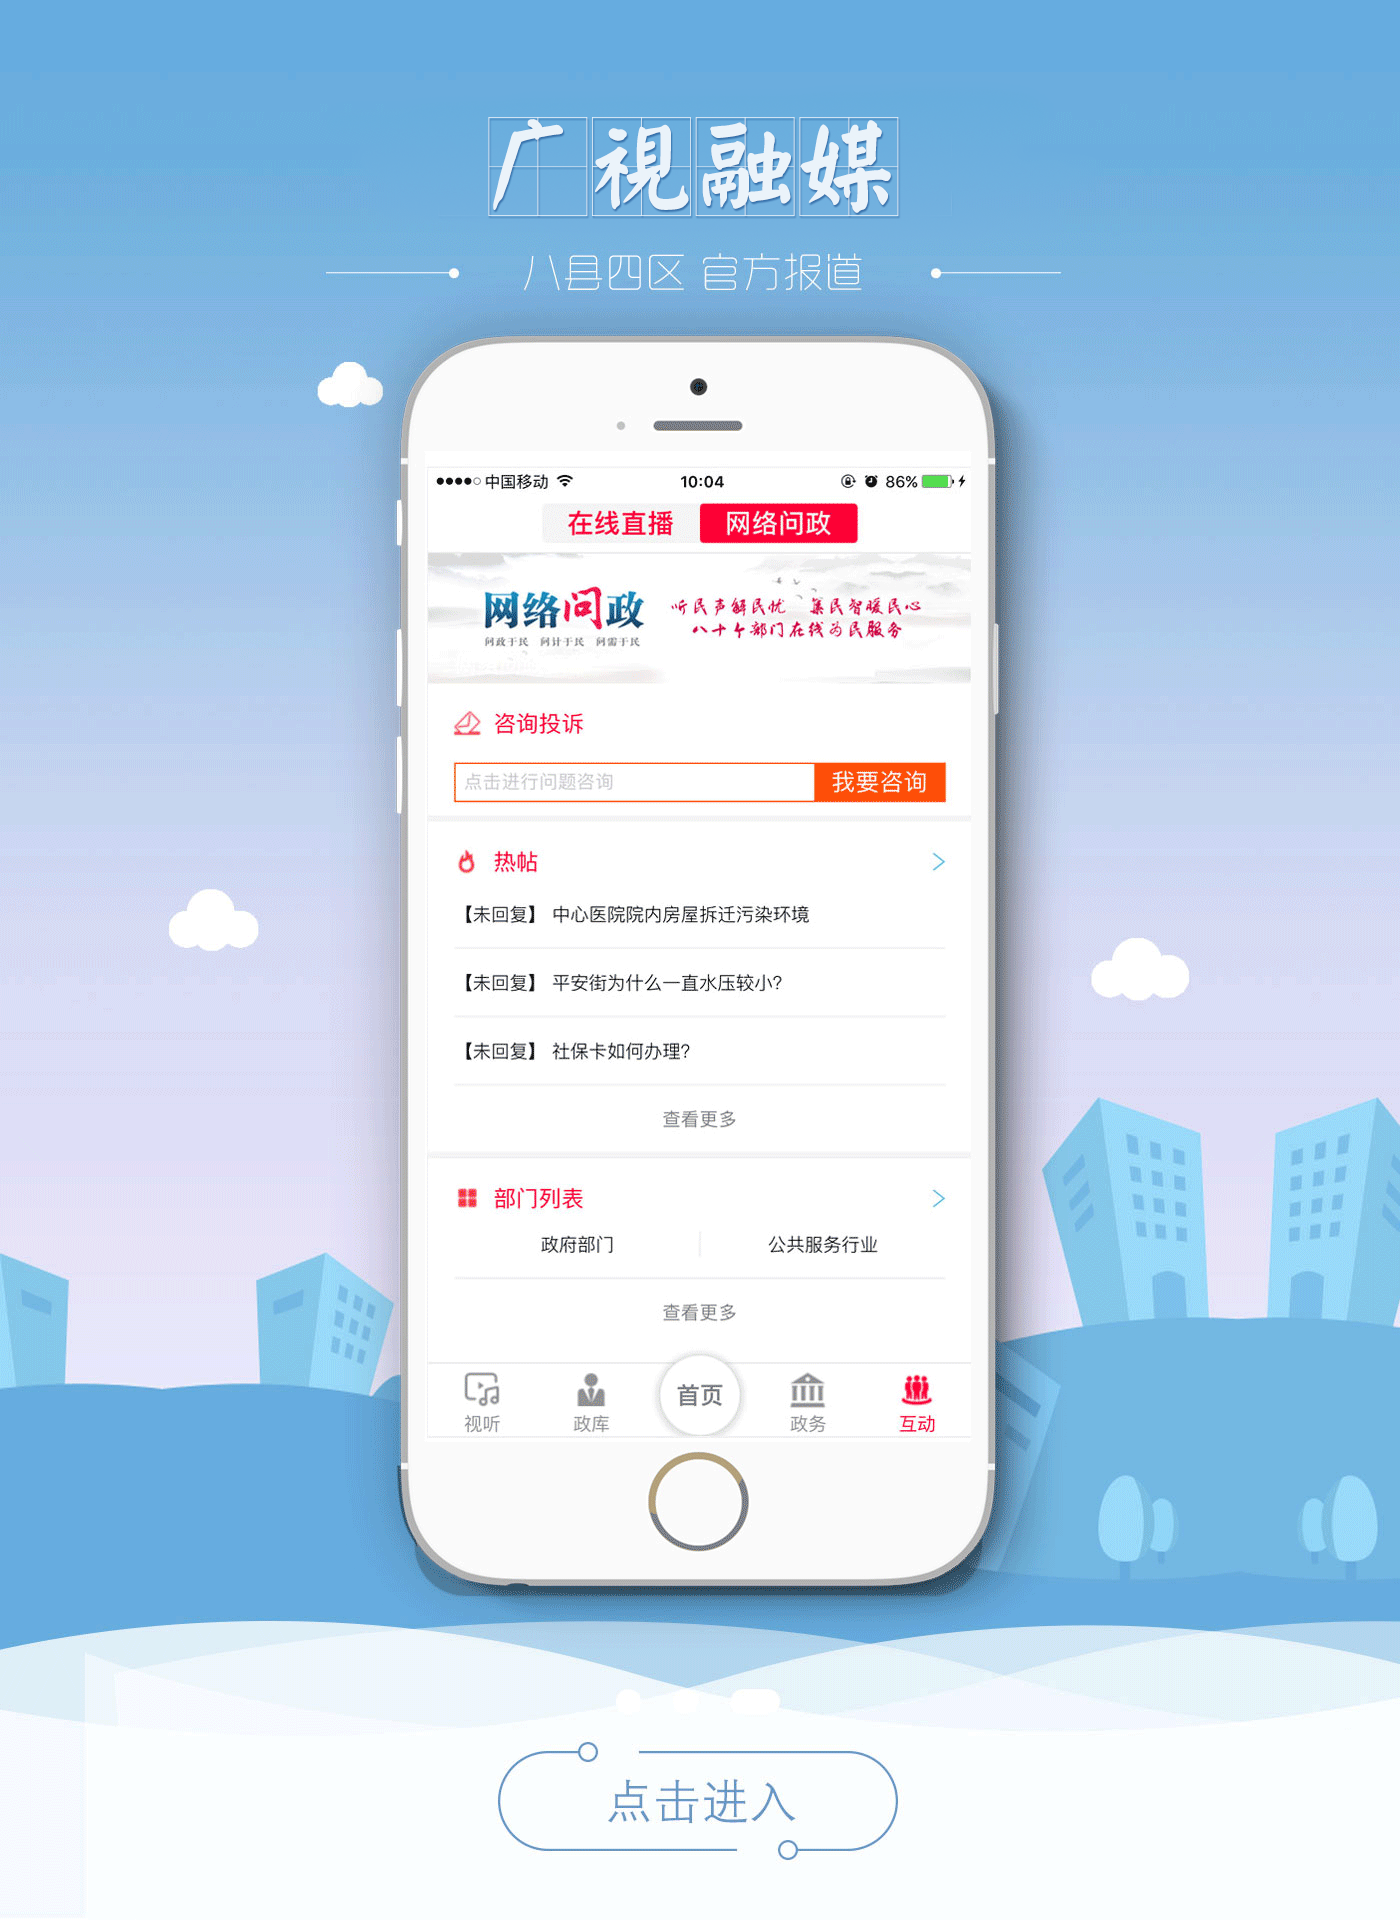 广视融媒
八县四区 官方报道
中国移动 10:04 86%
在线直播 网络问政
网络问政
问政于民 问计于民 问需于民
听民声解民忧 集民智暖民心
八十个部门在线为民服务
咨询投诉
点击进行问题咨询 我要咨询
热帖
【未回复】 中心医院院内房屋拆迁污染环境
【未回复】 平安街为什么一直水压较小?
【未回复】 社保卡如何办理?
查看更多
部门列表
政府部门 公共服务行业
查看更多
视听 政库 首页 政务 互动
点击进入